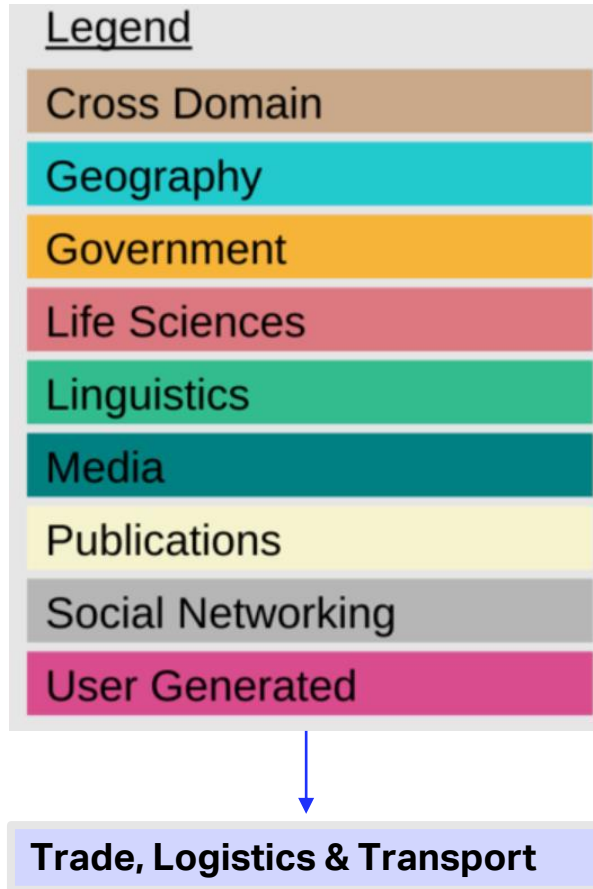 Legend
Cross Domain
Geography
Government
Life Sciences
Linguistics
Media
Publications
Social Networking
User Generated
Trade, Logistics & Transport